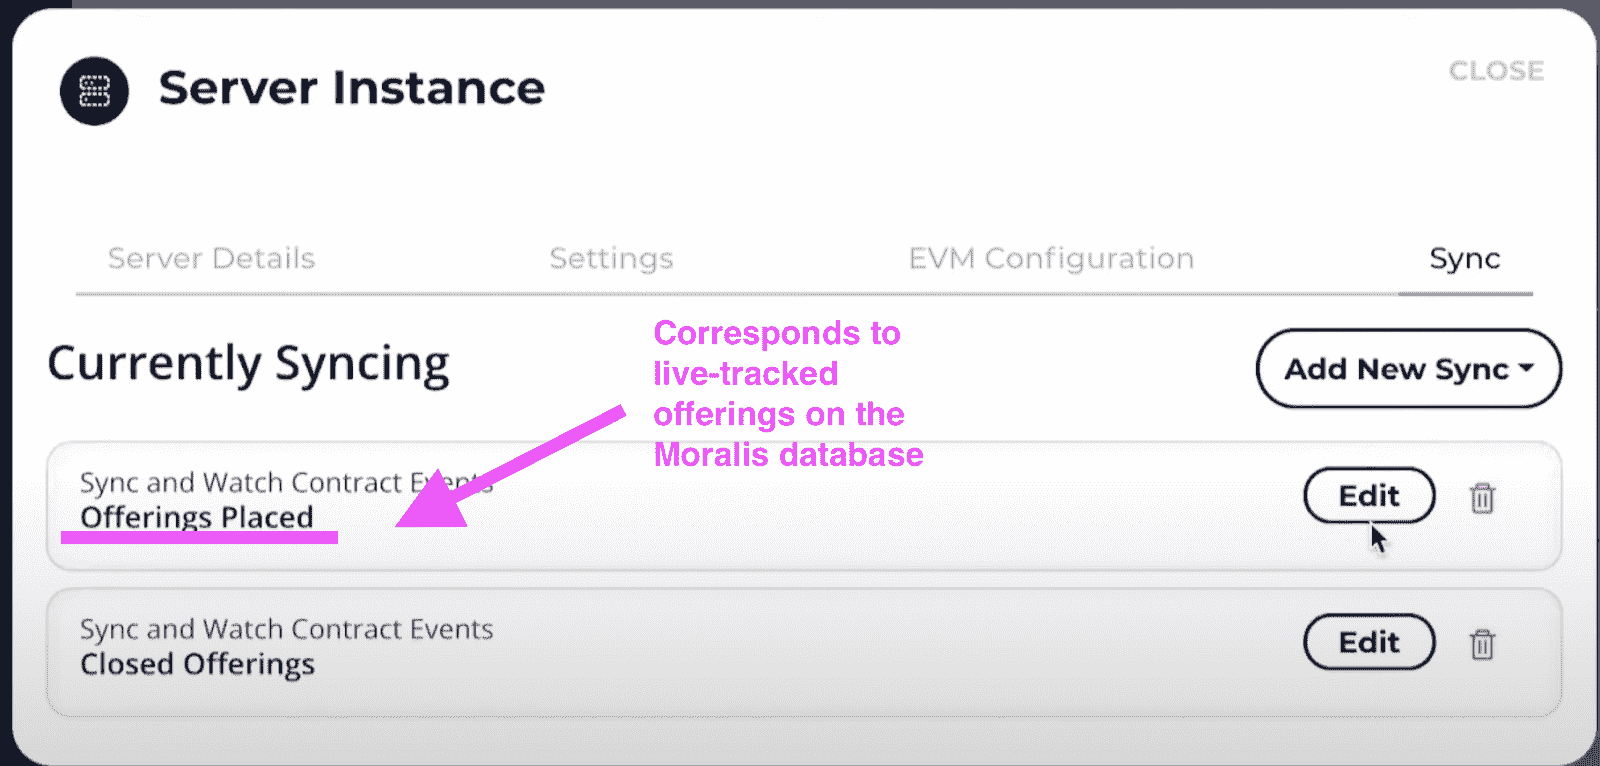 Server Instance
CLOSE
Server Details
Settings
EVM Configuration
Sync
Currently Syncing
Corresponds to
live-tracked
offerings on the
Moralis database
Add New Sync
Sync and Watch Contract Events
Offerings Placed
Edit
Sync and Watch Contract Events
Closed Offerings
Edit